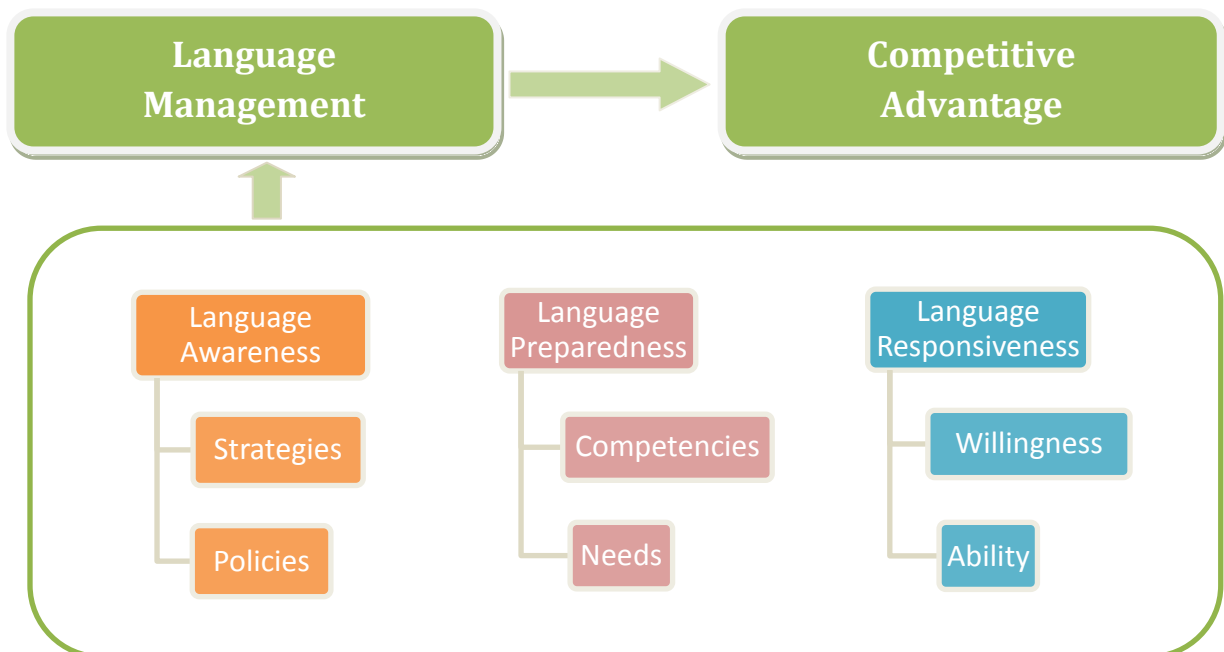 Language
Management
Competitive
Advantage
Language
Awareness
Strategies
Policies
Language
Preparedness
Competencies
Needs
Language
Responsiveness
Willingness
Ability